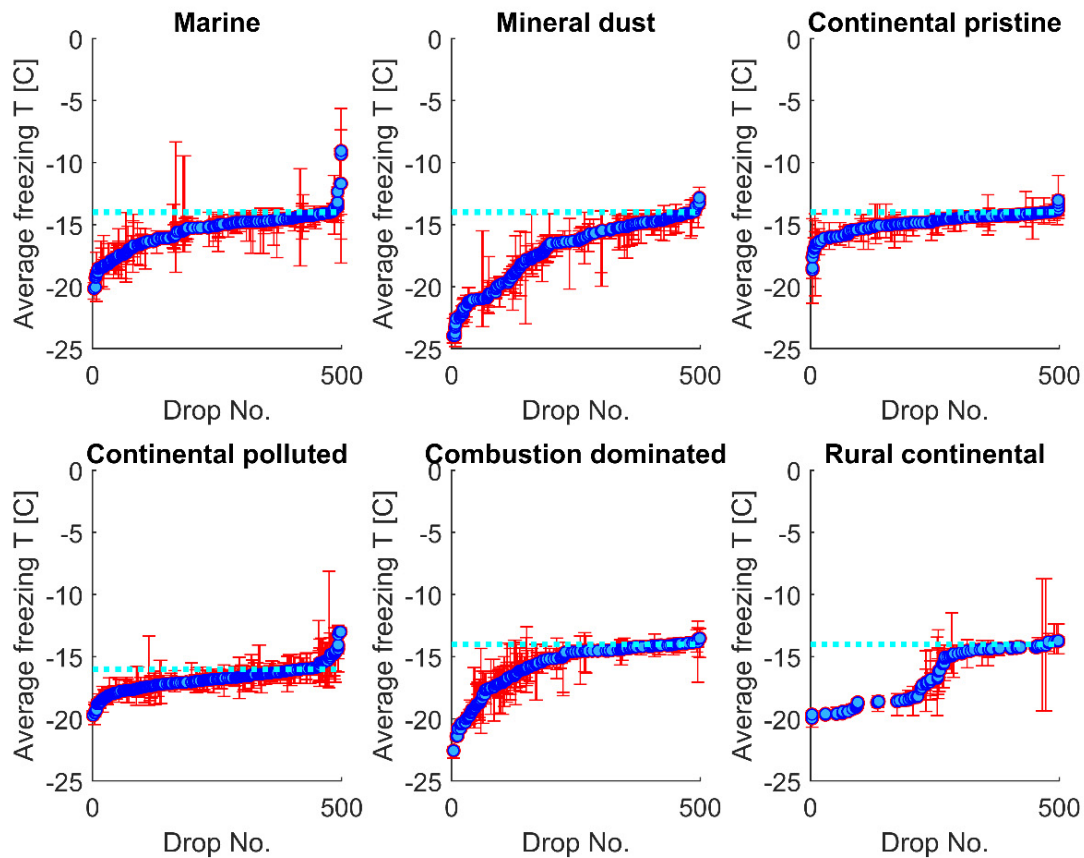 Marine
Mineral dust
Continental pristine
0
-5
-10
-15
-20
-25
Average freezing T [C]
0
500
Drop No.
0
-5
-10
-15
-20
-25
Average freezing T [C]
0
500
Drop No.
0
-5
-10
-15
-20
-25
Average freezing T [C]
0
500
Drop No.
Continental polluted
Combustion dominated
Rural continental
0
-5
-10
-15
-20
-25
Average freezing T [C]
0
500
Drop No.
0
-5
-10
-15
-20
-25
Average freezing T [C]
0
500
Drop No.
0
-5
-10
-15
-20
-25
Average freezing T [C]
0
500
Drop No.